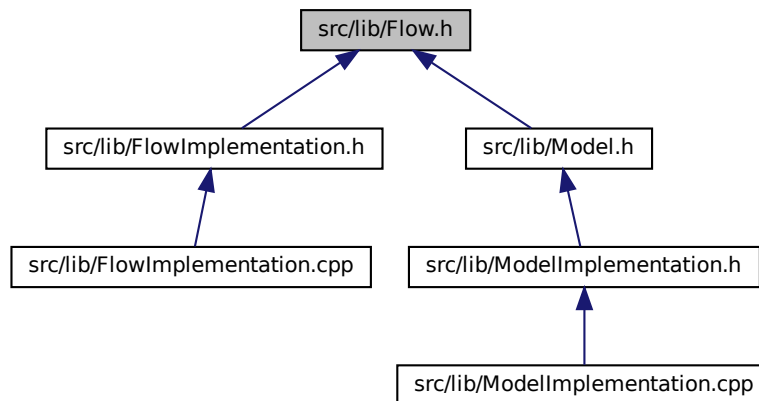 src/lib/Flow.h
src/lib/FlowImplementation.h
src/lib/Model.h
src/lib/FlowImplementation.cpp
src/lib/ModelImplementation.h
src/lib/ModelImplementation.cpp